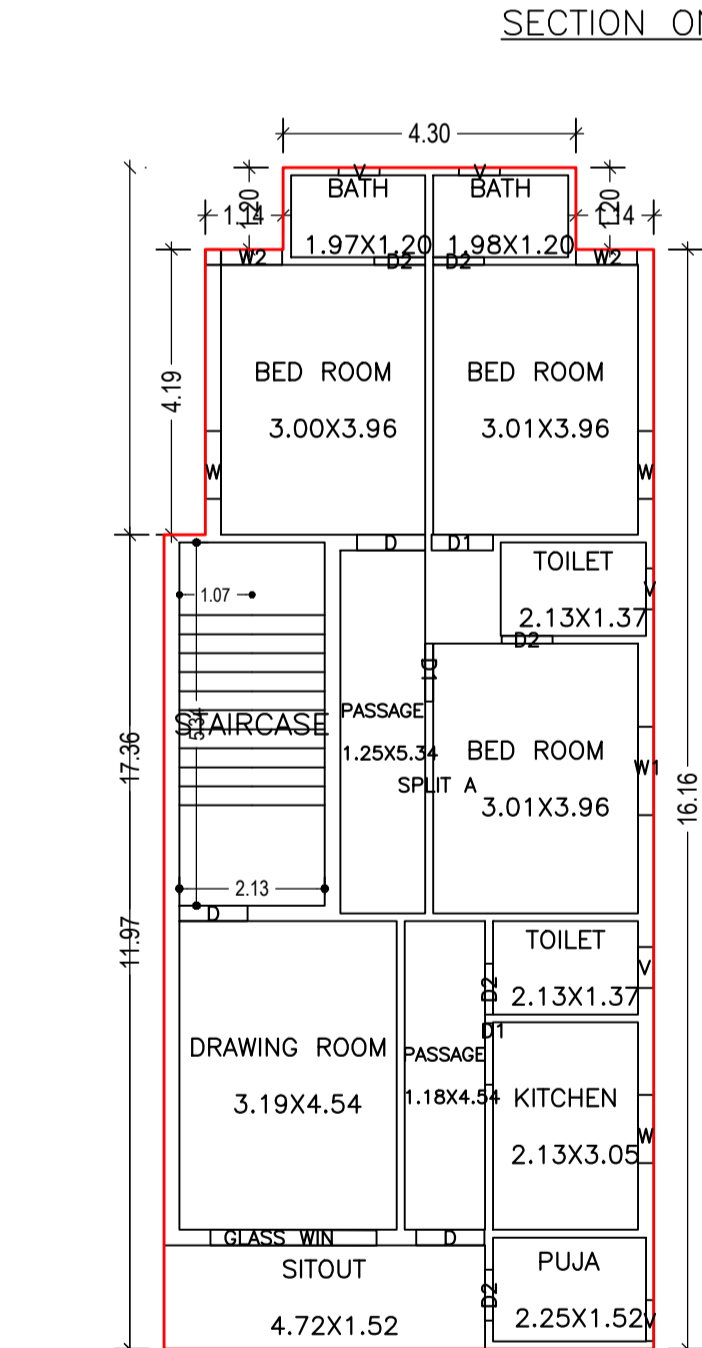 SECTION ON
4.30
1.20
1.20
1.14
1.14
V
V
BATH
BATH
1.97X1.20
1.98X1.20
W2
D2
D2
W2
4.19
BED ROOM
BED ROOM
3.00X3.96
3.01X3.96
W
W
D
D1
TOILET
1.07
V
2.13X1.37
D2
D1
PASSAGE
STAIRCASE
5.34
1.25X5.34
BED ROOM
W1
17.36
SPLIT A
3.01X3.96
16.16
2.13
D
11.97
TOILET
V
D2
2.13X1.37
D1
DRAWING ROOM
PASSAGE
3.19X4.54
1.18X4.54
KITCHEN
W
2.13X3.05
GLASS WIN
D
SITOUT
PUJA
D2
4.72X1.52
2.25X1.52
V